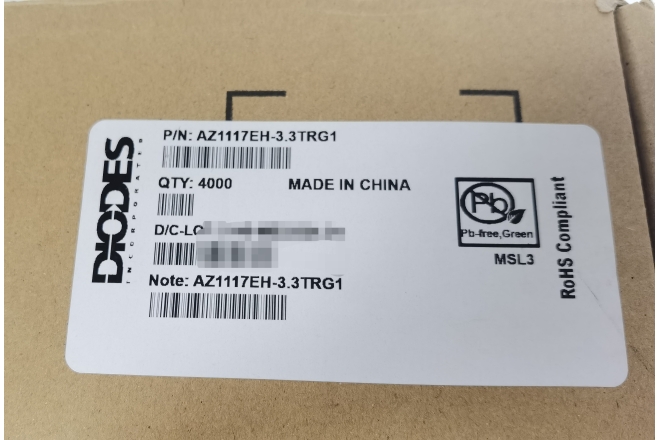 DIODES
INCORPORATED
P/N: AZ1117EH-3.3TRG1
QTY: 4000 MADE IN CHINA
D/C-LO
Note: AZ1117EH-3.3TRG1
Pb
Pb-free,Green
MSL3
RoHS Compliant